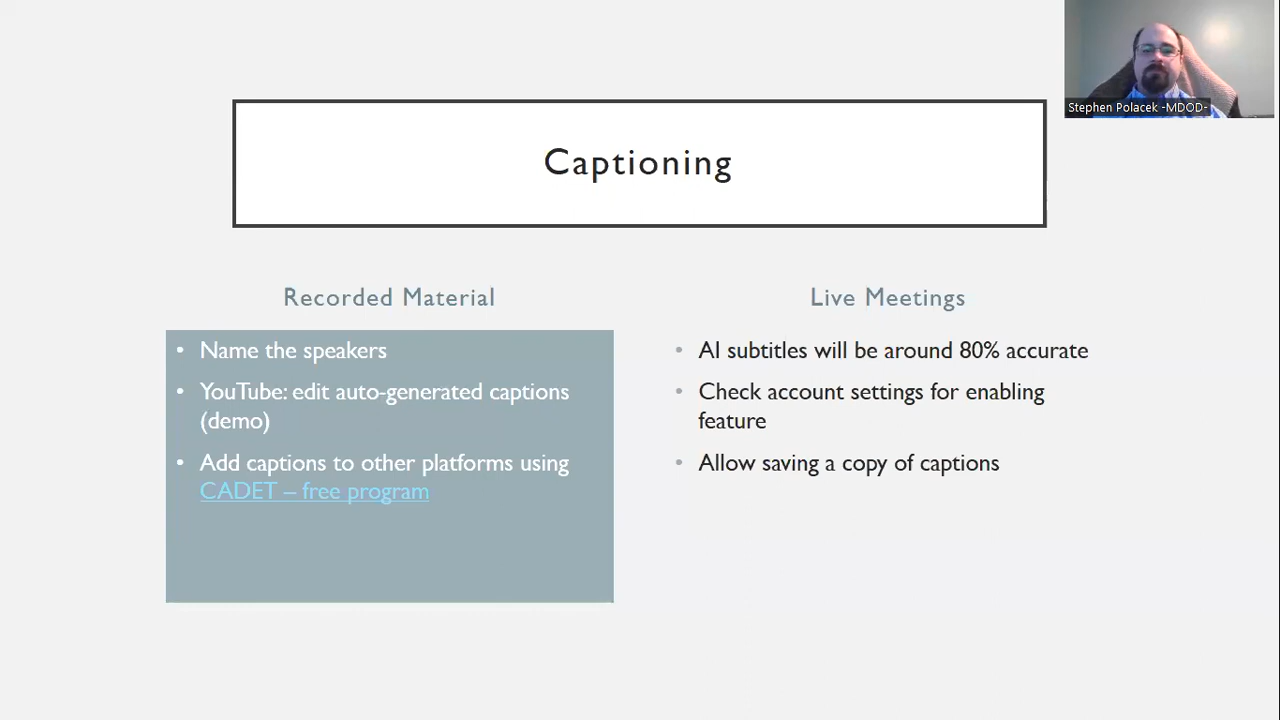 Stephen Polacek -MDOD-
Captioning
Recorded Material
• Name the speakers
• YouTube: edit auto-generated captions
(demo)
• Add captions to other platforms using
CADET – free program
Live Meetings
• AI subtitles will be around 80% accurate
• Check account settings for enabling
feature
• Allow saving a copy of captions